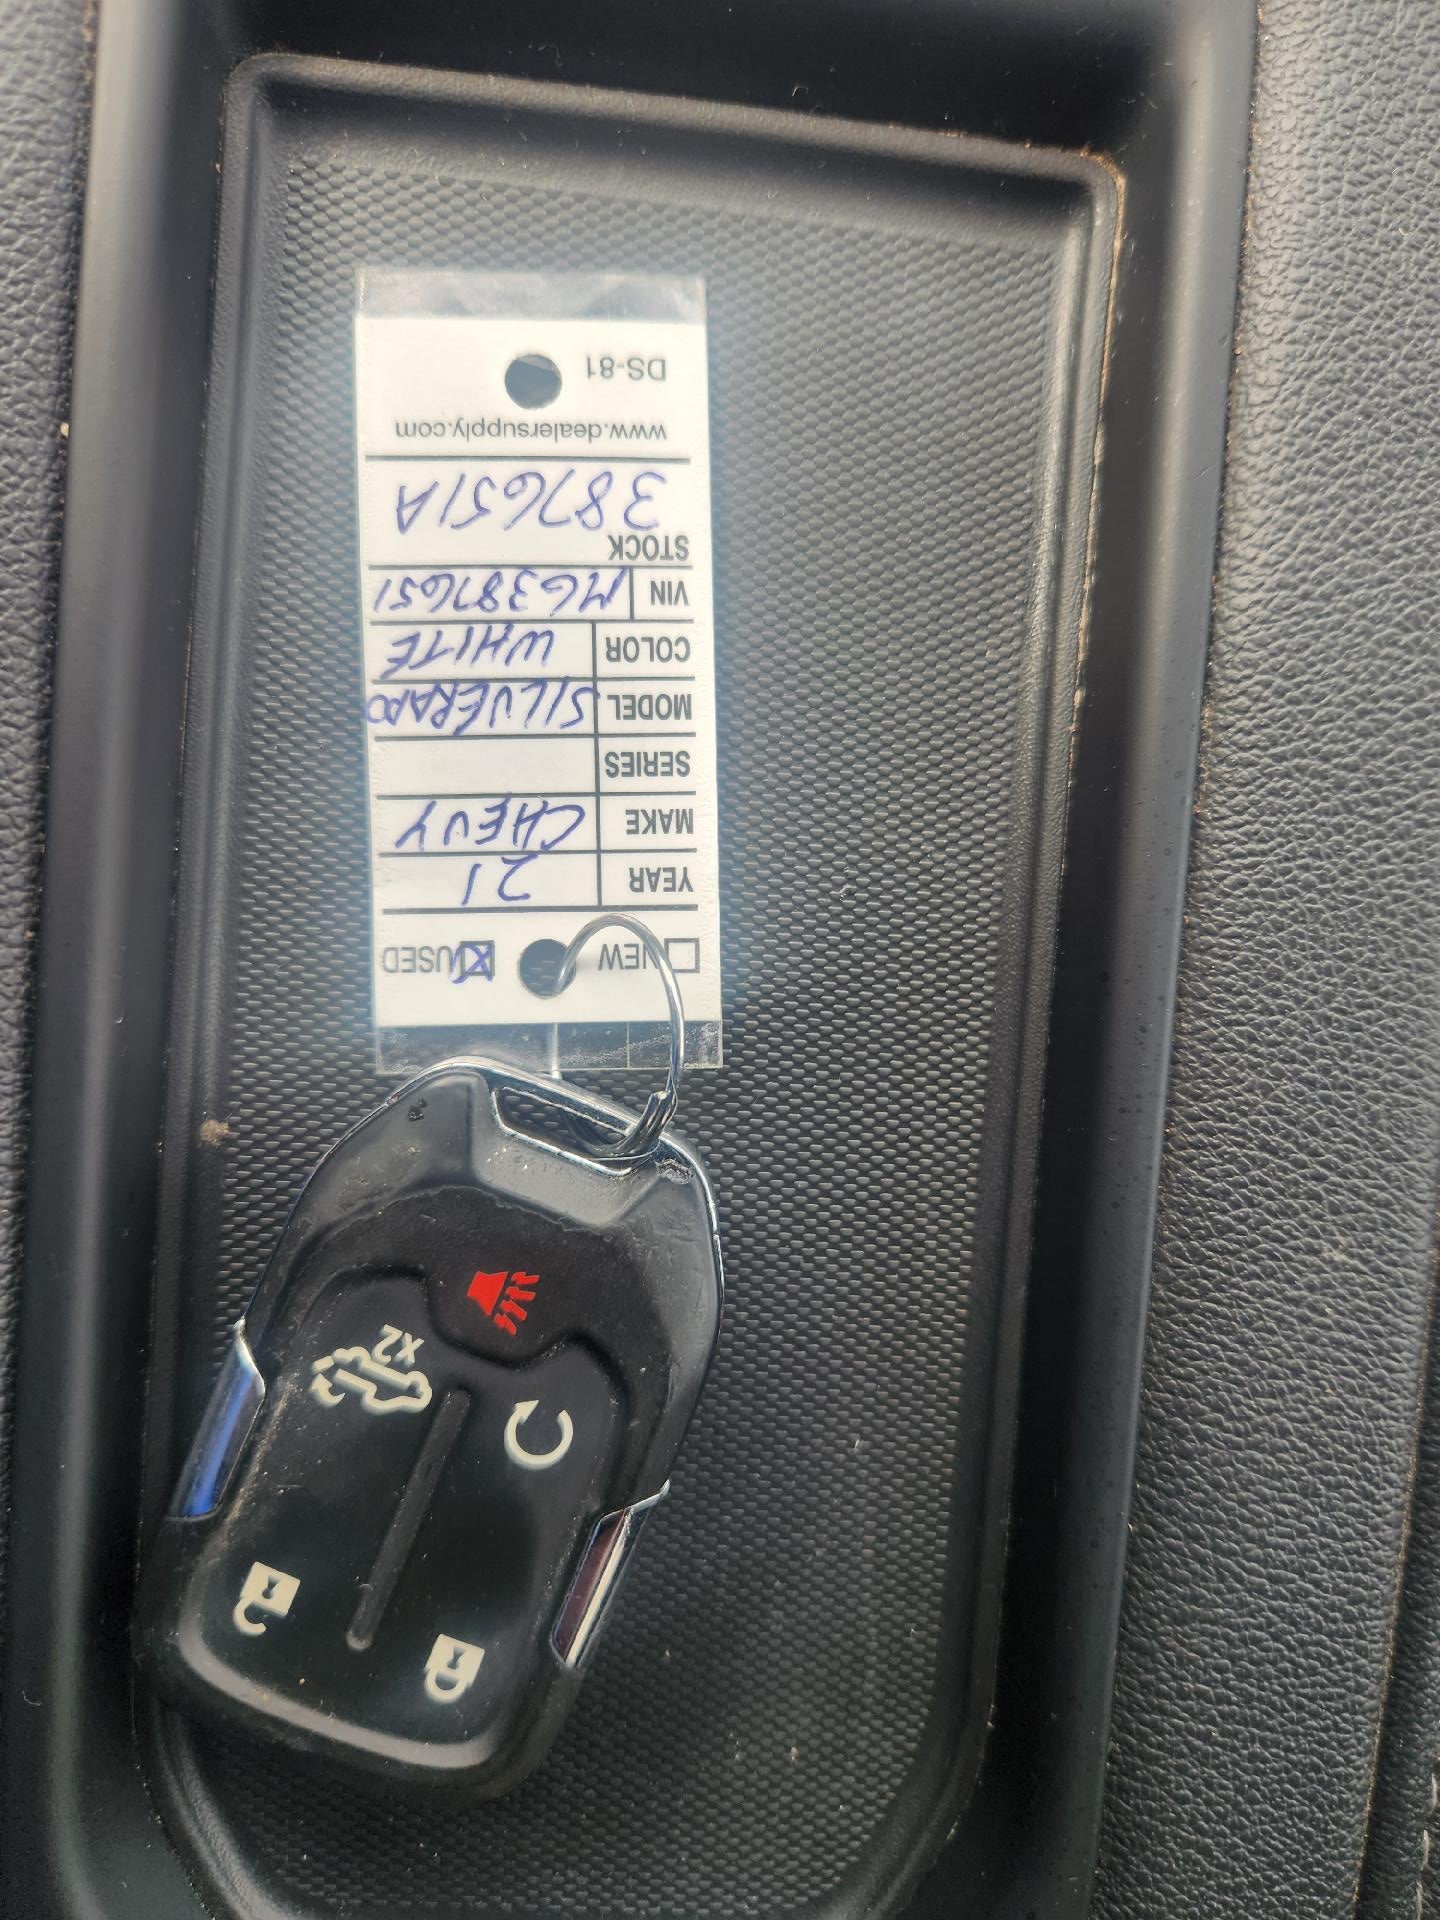 NEW USED
YEAR 21
MAKE CHEVY
SERIES
MODEL SILVERADO
COLOR WHITE
VIN MG387651
STOCK
387651A
www.dealersupply.com
DS-81
X2